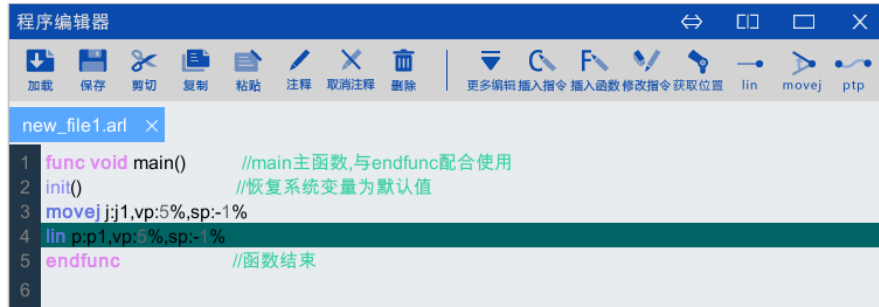 程序编辑器
加载 保存 剪切 复制 粘贴 注释 取消注释 删除 更多编辑 插入指令 插入函数 修改指令 获取位置 lin movej ptp
new_file1.arl
1 func void main() //main主函数,与endfunc配合使用
2 init() //恢复系统变量为默认值
3 movej j:j1,vp:5%,sp:-1%
4 lin p:p1,vp:5%,sp:-1%
5 endfunc //函数结束
6